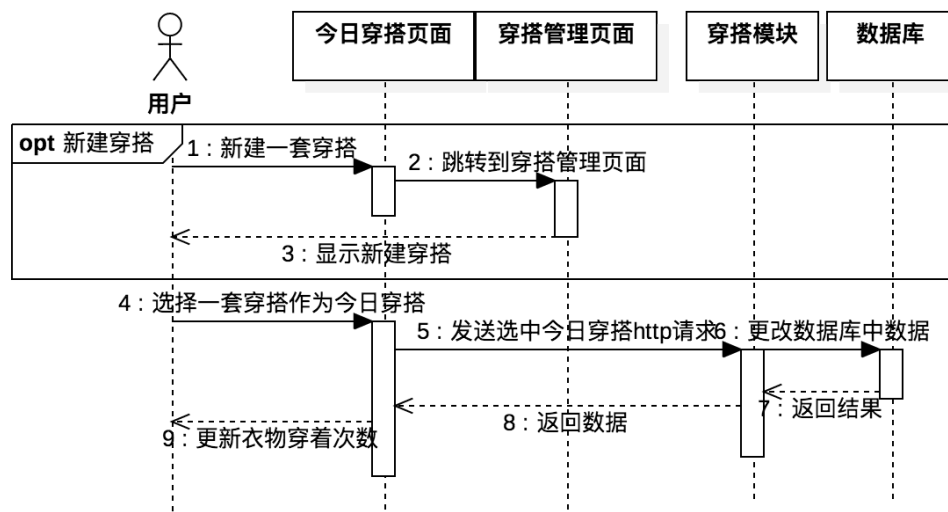 今日穿搭页面
穿搭管理页面
穿搭模块
数据库
用户
opt 新建穿搭
1 : 新建一套穿搭
2 : 跳转到穿搭管理页面
3 : 显示新建穿搭
4 : 选择一套穿搭作为今日穿搭
5 : 发送选中今日穿搭http请求
6 : 更改数据库中数据
7 : 返回结果
8 : 返回数据
9 : 更新衣物穿着次数